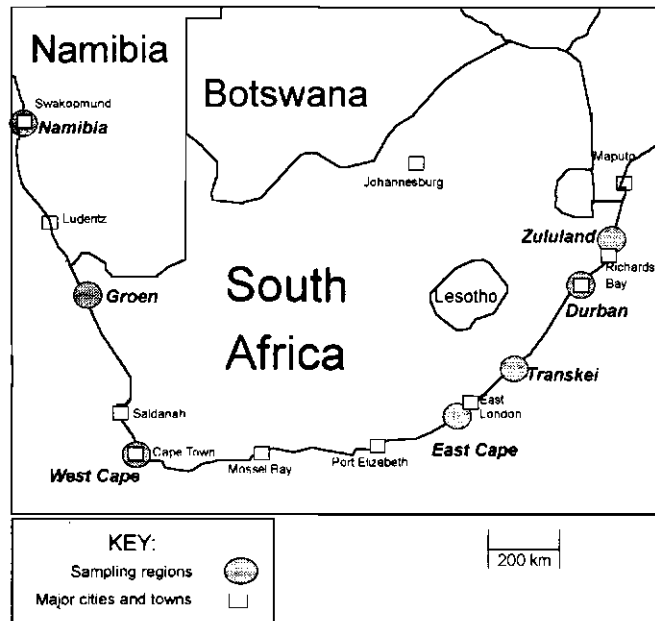 Namibia
Botswana
Swakopmund
Namibia
Johannesburg
Maputo
Luderitz
Zululand
Richards
Bay
Groen
South
Africa
Lesotho
Durban
Transkei
Saldanah
East
London
Cape Town
West Cape
Mossel Bay
Port Elizabeth
East Cape
KEY:
Sampling regions
Major cities and towns
200 km